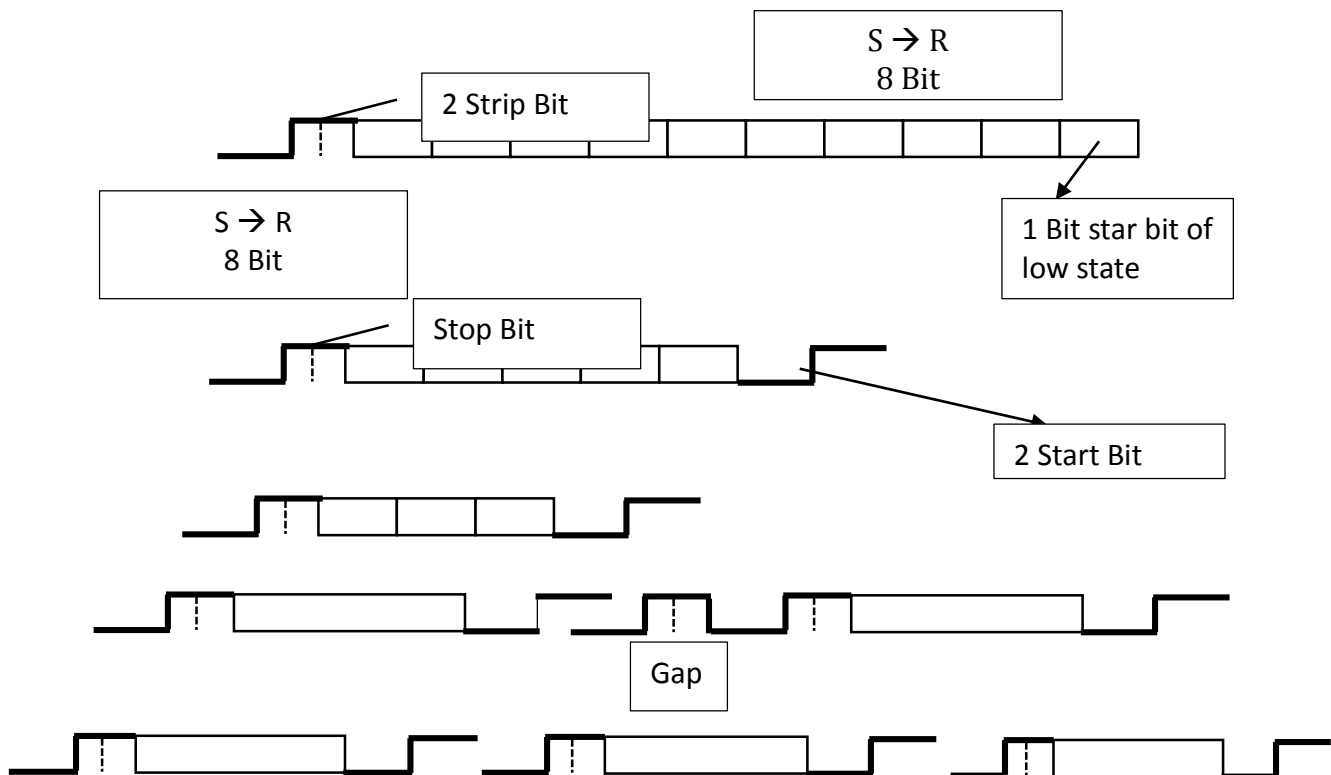 S → R
8 Bit
2 Strip Bit
S → R
8 Bit
1 Bit star bit of
low state
Stop Bit
2 Start Bit
Gap